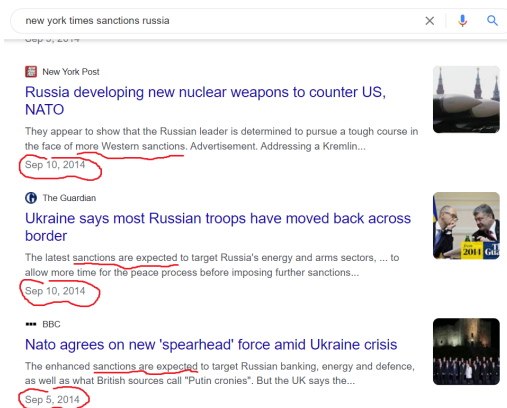 new york times sanctions russia
Sep 5, 2014
New York Post
Russia developing new nuclear weapons to counter US,
NATO
They appear to show that the Russian leader is determined to pursue a tough course in
the face of more Western sanctions. Advertisement. Addressing a Kremlin...
Sep 10, 2014
The Guardian
Ukraine says most Russian troops have moved back across
border
The latest sanctions are expected to target Russia's energy and arms sectors, ... to
allow more time for the peace process before imposing further sanctions...
Sep 10, 2014
2014 Gu
BBC
Nato agrees on new 'spearhead' force amid Ukraine crisis
The enhanced sanctions are expected to target Russian banking, energy and defence,
as well as what British sources call "Putin cronies". But the UK says the...
Sep 5, 2014